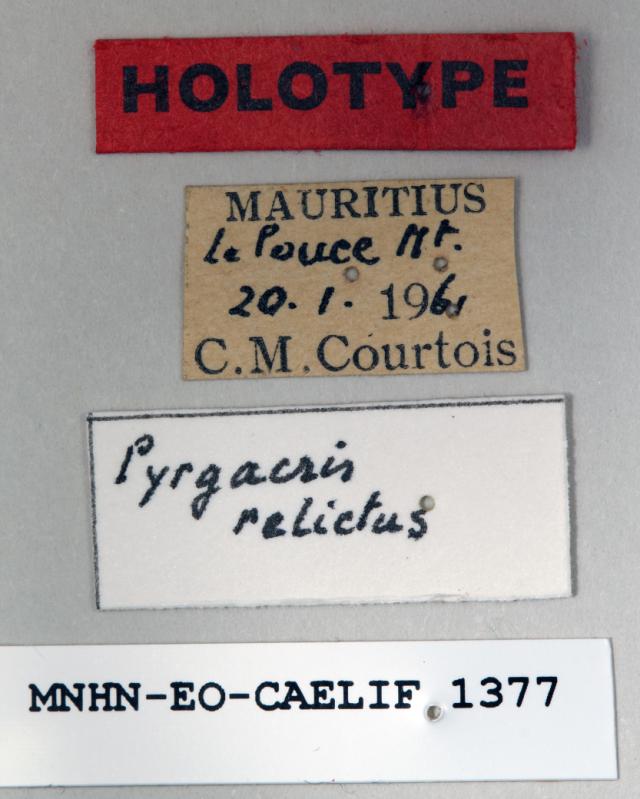 HOLOTYPE
MAURITIUS
Le Pouce Mt.
20. 1. 1961
C.M.Courtois
Pyrgacris
relictus
MNHN-EO-CAELIF 1377